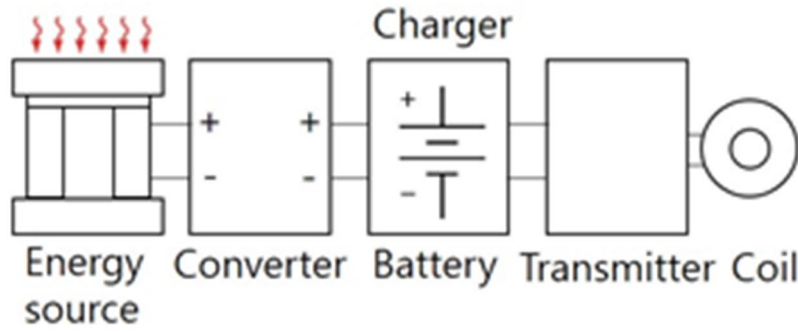 Charger
+ + +
- - -
Energy Converter Battery Transmitter Coil
source